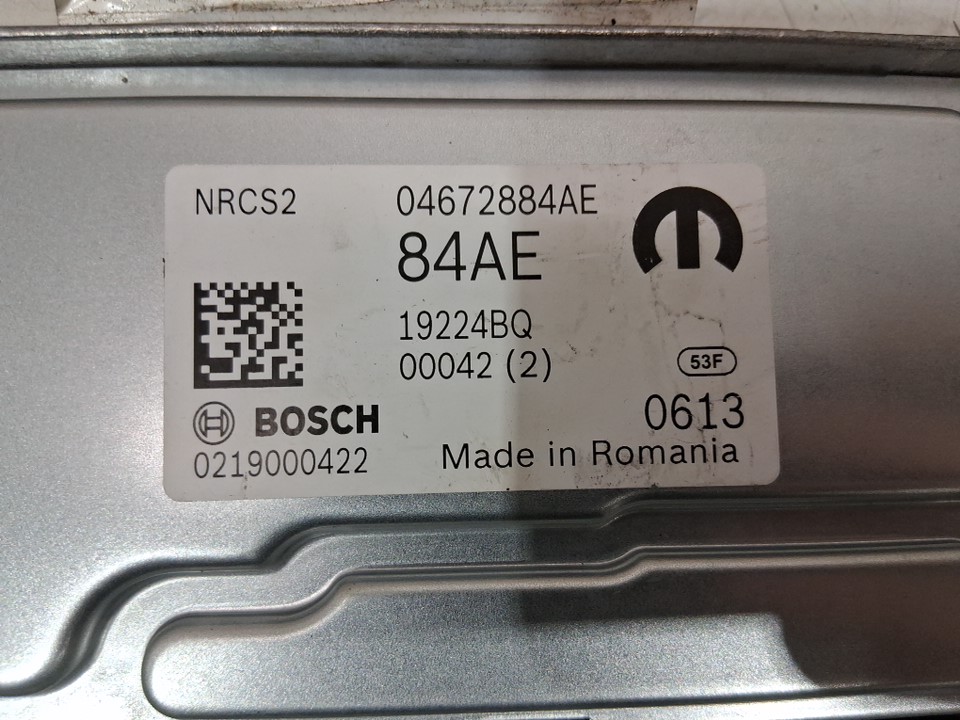 NRCS2 04672884AE
84AE
19224BQ
00042 (2)
53F
BOSCH 0613
0219000422 Made in Romania